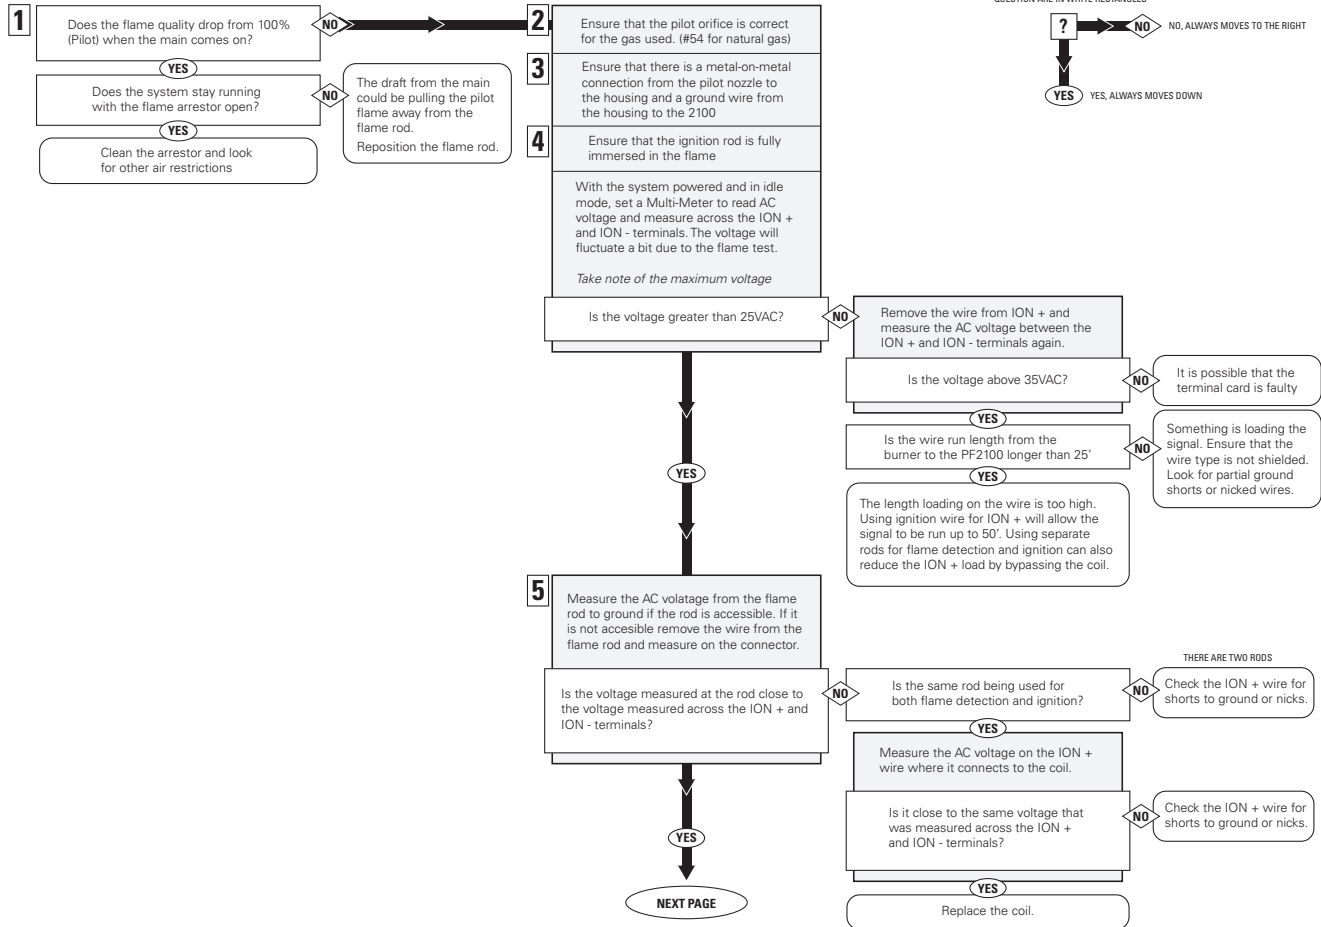 QUESTION ARE IN WHITE RECTANGLES
?
NO
NO, ALWAYS MOVES TO THE RIGHT
YES
YES, ALWAYS MOVES DOWN
1
Does the flame quality drop from 100%
(Pilot) when the main comes on?
NO
YES
Does the system stay running
with the flame arrestor open?
NO
The draft from the main
could be pulling the pilot
flame away from the
flame rod.
Reposition the flame rod.
YES
Clean the arrestor and look
for other air restrictions
2
Ensure that the pilot orifice is correct
for the gas used. (#54 for natural gas)
3
Ensure that there is a metal-on-metal
connection from the pilot nozzle to
the housing and a ground wire from
the housing to the 2100
4
Ensure that the ignition rod is fully
immersed in the flame
With the system powered and in idle
mode, set a Multi-Meter to read AC
voltage and measure across the ION +
and ION - terminals. The voltage will
fluctuate a bit due to the flame test.
Take note of the maximum voltage
Is the voltage greater than 25VAC?
NO
Remove the wire from ION + and
measure the AC voltage between the
ION + and ION - terminals again.
Is the voltage above 35VAC?
NO
It is possible that the
terminal card is faulty
YES
Is the wire run length from the
burner to the PF2100 longer than 25'
NO
Something is loading the
signal. Ensure that the
wire type is not shielded.
Look for partial ground
shorts or nicked wires.
YES
The length loading on the wire is too high.
Using ignition wire for ION + will allow the
signal to be run up to 50'. Using separate
rods for flame detection and ignition can also
reduce the ION + load by bypassing the coil.
YES
5
Measure the AC volatage from the flame
rod to ground if the rod is accessible. If it
is not accesible remove the wire from the
flame rod and measure on the connector.
Is the voltage measured at the rod close to
the voltage measured across the ION + and
ION - terminals?
NO
Is the same rod being used for
both flame detection and ignition?
NO
THERE ARE TWO RODS
Check the ION + wire for
shorts to ground or nicks.
YES
Measure the AC voltage on the ION +
wire where it connects to the coil.
Is it close to the same voltage that
was measured across the ION +
and ION - terminals?
NO
Check the ION + wire for
shorts to ground or nicks.
YES
Replace the coil.
YES
NEXT PAGE